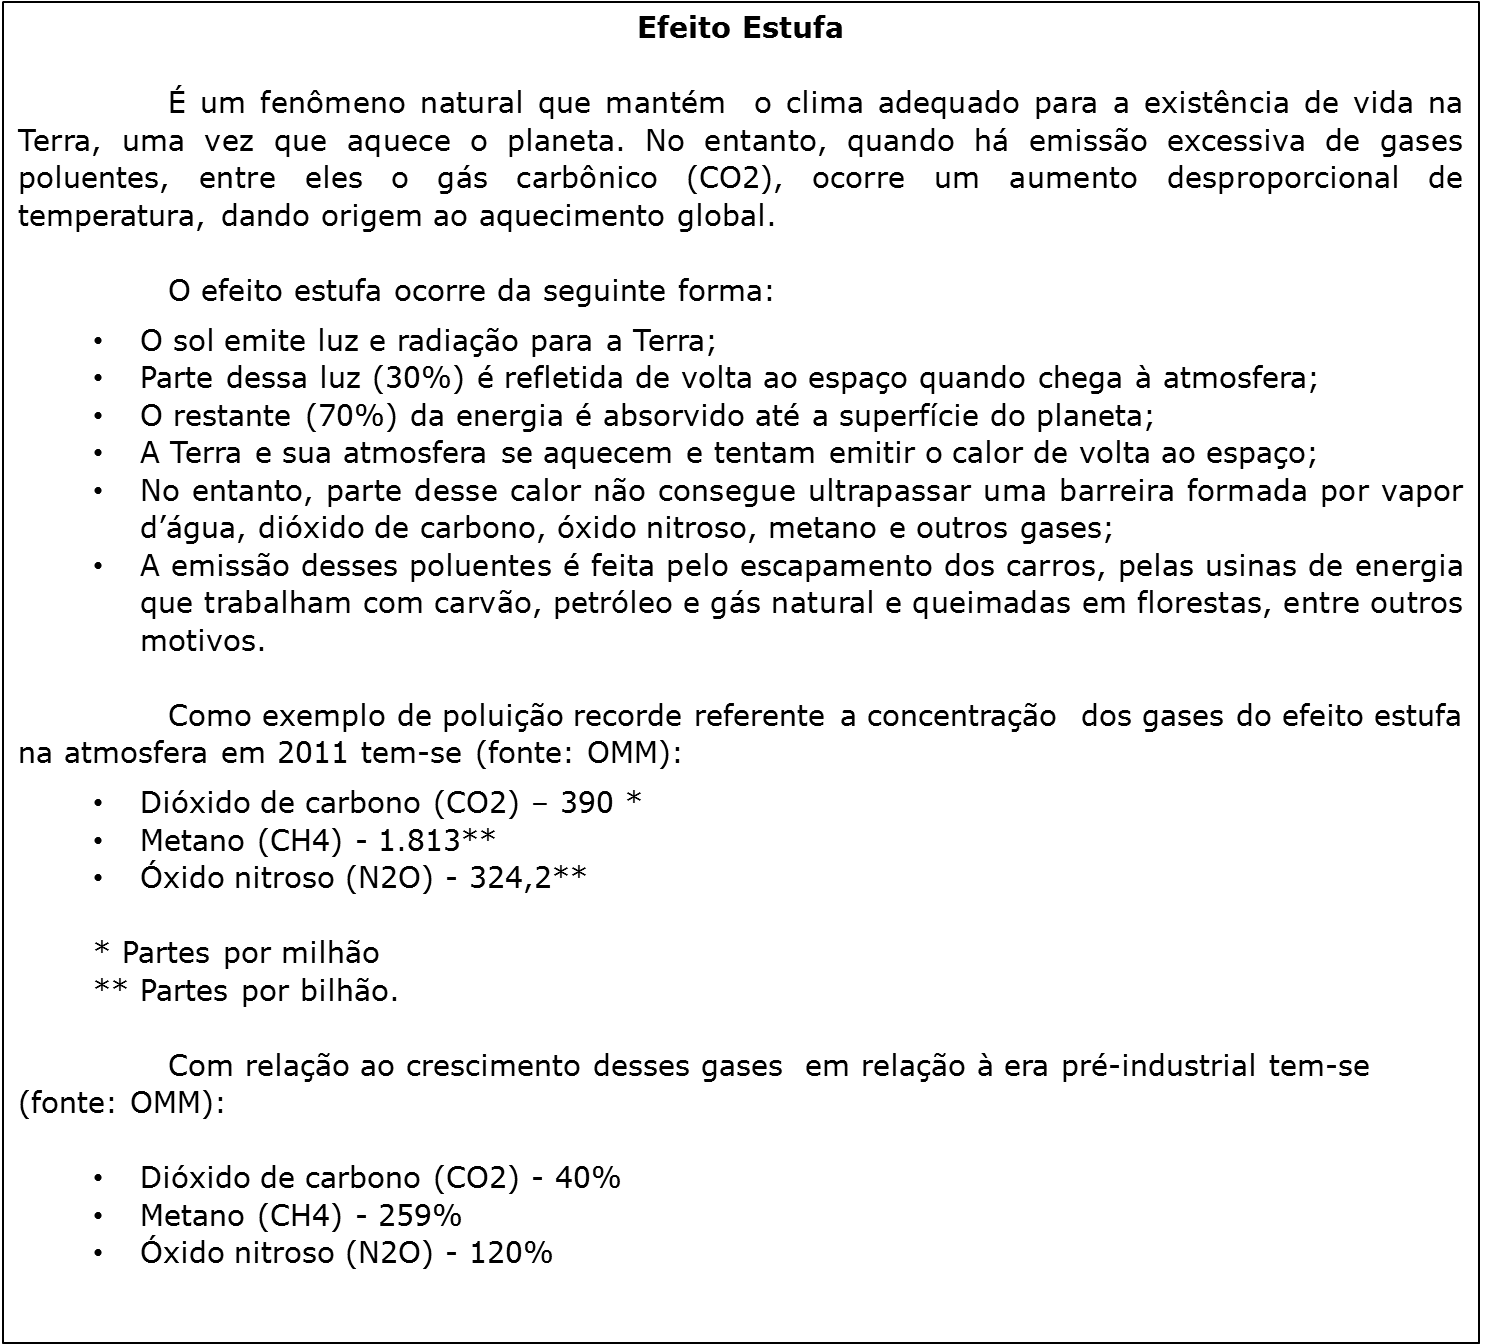 Efeito Estufa
É um fenômeno natural que mantém  o clima adequado para a existência de vida na
Terra, uma vez que aquece o planeta. No entanto, quando há emissão excessiva de gases
poluentes, entre eles o gás carbônico (CO2), ocorre um aumento desproporcional de
temperatura, dando origem ao aquecimento global.
O efeito estufa ocorre da seguinte forma:
• O sol emite luz e radiação para a Terra;
• Parte dessa luz (30%) é refletida de volta ao espaço quando chega à atmosfera;
• O restante (70%) da energia é absorvido até a superfície do planeta;
• A Terra e sua atmosfera se aquecem e tentam emitir o calor de volta ao espaço;
• No entanto, parte desse calor não consegue ultrapassar uma barreira formada por vapor
d’água, dióxido de carbono, óxido nitroso, metano e outros gases;
• A emissão desses poluentes é feita pelo escapamento dos carros, pelas usinas de energia
que trabalham com carvão, petróleo e gás natural e queimadas em florestas, entre outros
motivos.
Como exemplo de poluição recorde referente a concentração  dos gases do efeito estufa
na atmosfera em 2011 tem-se (fonte: OMM):
• Dióxido de carbono (CO2) – 390 *
• Metano (CH4) - 1.813**
• Óxido nitroso (N2O) - 324,2**
* Partes por milhão
** Partes por bilhão.
Com relação ao crescimento desses gases  em relação à era pré-industrial tem-se
(fonte: OMM):
• Dióxido de carbono (CO2) - 40%
• Metano (CH4) - 259%
• Óxido nitroso (N2O) - 120%